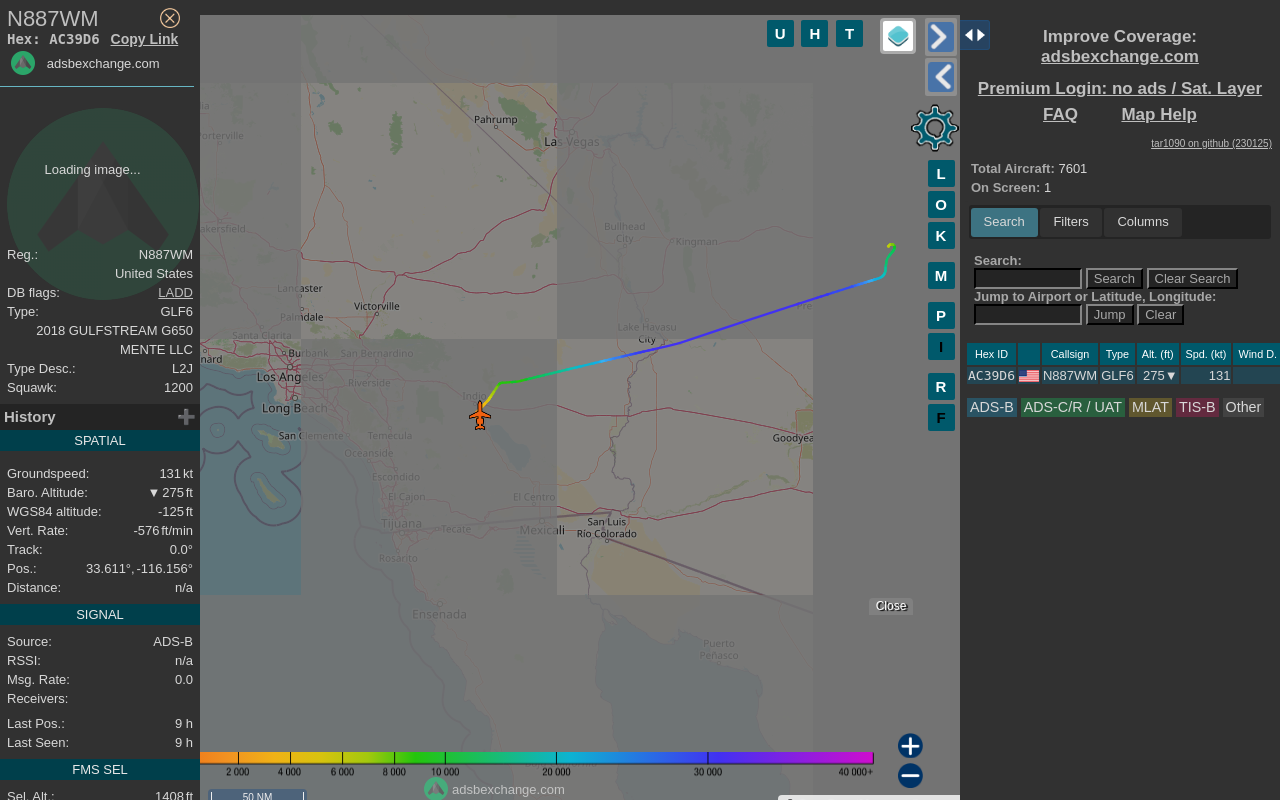 N887WM
Hex: AC39D6 Copy Link
adsbexchange.com
Loading image...
Reg.: N887WM
United States
DB flags: LADD
Type: GLF6
2018 GULFSTREAM G650
MENTE LLC
Type Desc.: L2J
Squawk: 1200
History
SPATIAL
Groundspeed: 131 kt
Baro. Altitude: ▼ 275 ft
WGS84 altitude: -125 ft
Vert. Rate: -576 ft/min
Track: 0.0°
Pos.: 33.611°, -116.156°
Distance: n/a
SIGNAL
Source: ADS-B
RSSI: n/a
Msg. Rate: 0.0
Receivers:
Last Pos.: 9 h
Last Seen: 9 h
FMS SEL
Sel. Alt.: 1408 ft
U H T
L
O
K
M
P
I
R
F
Pahrump
Las Vegas
orterville
akersfield
Bullhead
City
Kingman
Lancaster
Palmdale
Victorville
Santa Clarita
Burbank
San Bernardino
nard
Los Angeles
Riverside
Long Beach
Indio
Lake Havasu
City
Pre
San Clemente
Temecula
Oceanside
Escondido
El Cajon
Tijuana
Tecate
Rosarito
El Centro
Mexicali
San Luis
Río Colorado
Goodyea
Ensenada
Puerto
Peñasco
Close
2 000 4 000 6 000 8 000 10 000 20 000 30 000 40 000+
adsbexchange.com
50 NM
Improve Coverage:
adsbexchange.com
Premium Login: no ads / Sat. Layer
FAQ Map Help
tar1090 on github (230125)
Total Aircraft: 7601
On Screen: 1
Search Filters Columns
Search:
Search Clear Search
Jump to Airport or Latitude, Longitude:
Jump Clear
Hex ID Callsign Type Alt. (ft) Spd. (kt) Wind D.
AC39D6 N887WM GLF6 275▼ 131
ADS-B ADS-C/R / UAT MLAT TIS-B Other